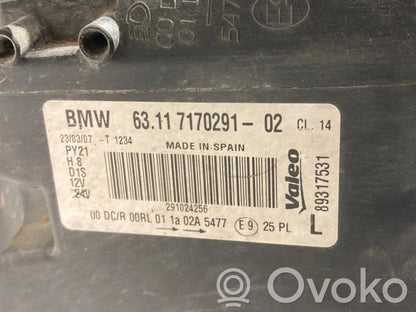 BMW 63.11 7170291 - 02 CL. 14
23/03/07 -T 1234
MADE IN SPAIN
PY21
H8
D1S
12V
24V
291024256
00 DC/R 00RL 01 1a 02A 5477 E9 25 PL
Valeo
89317531
L
OVOKO